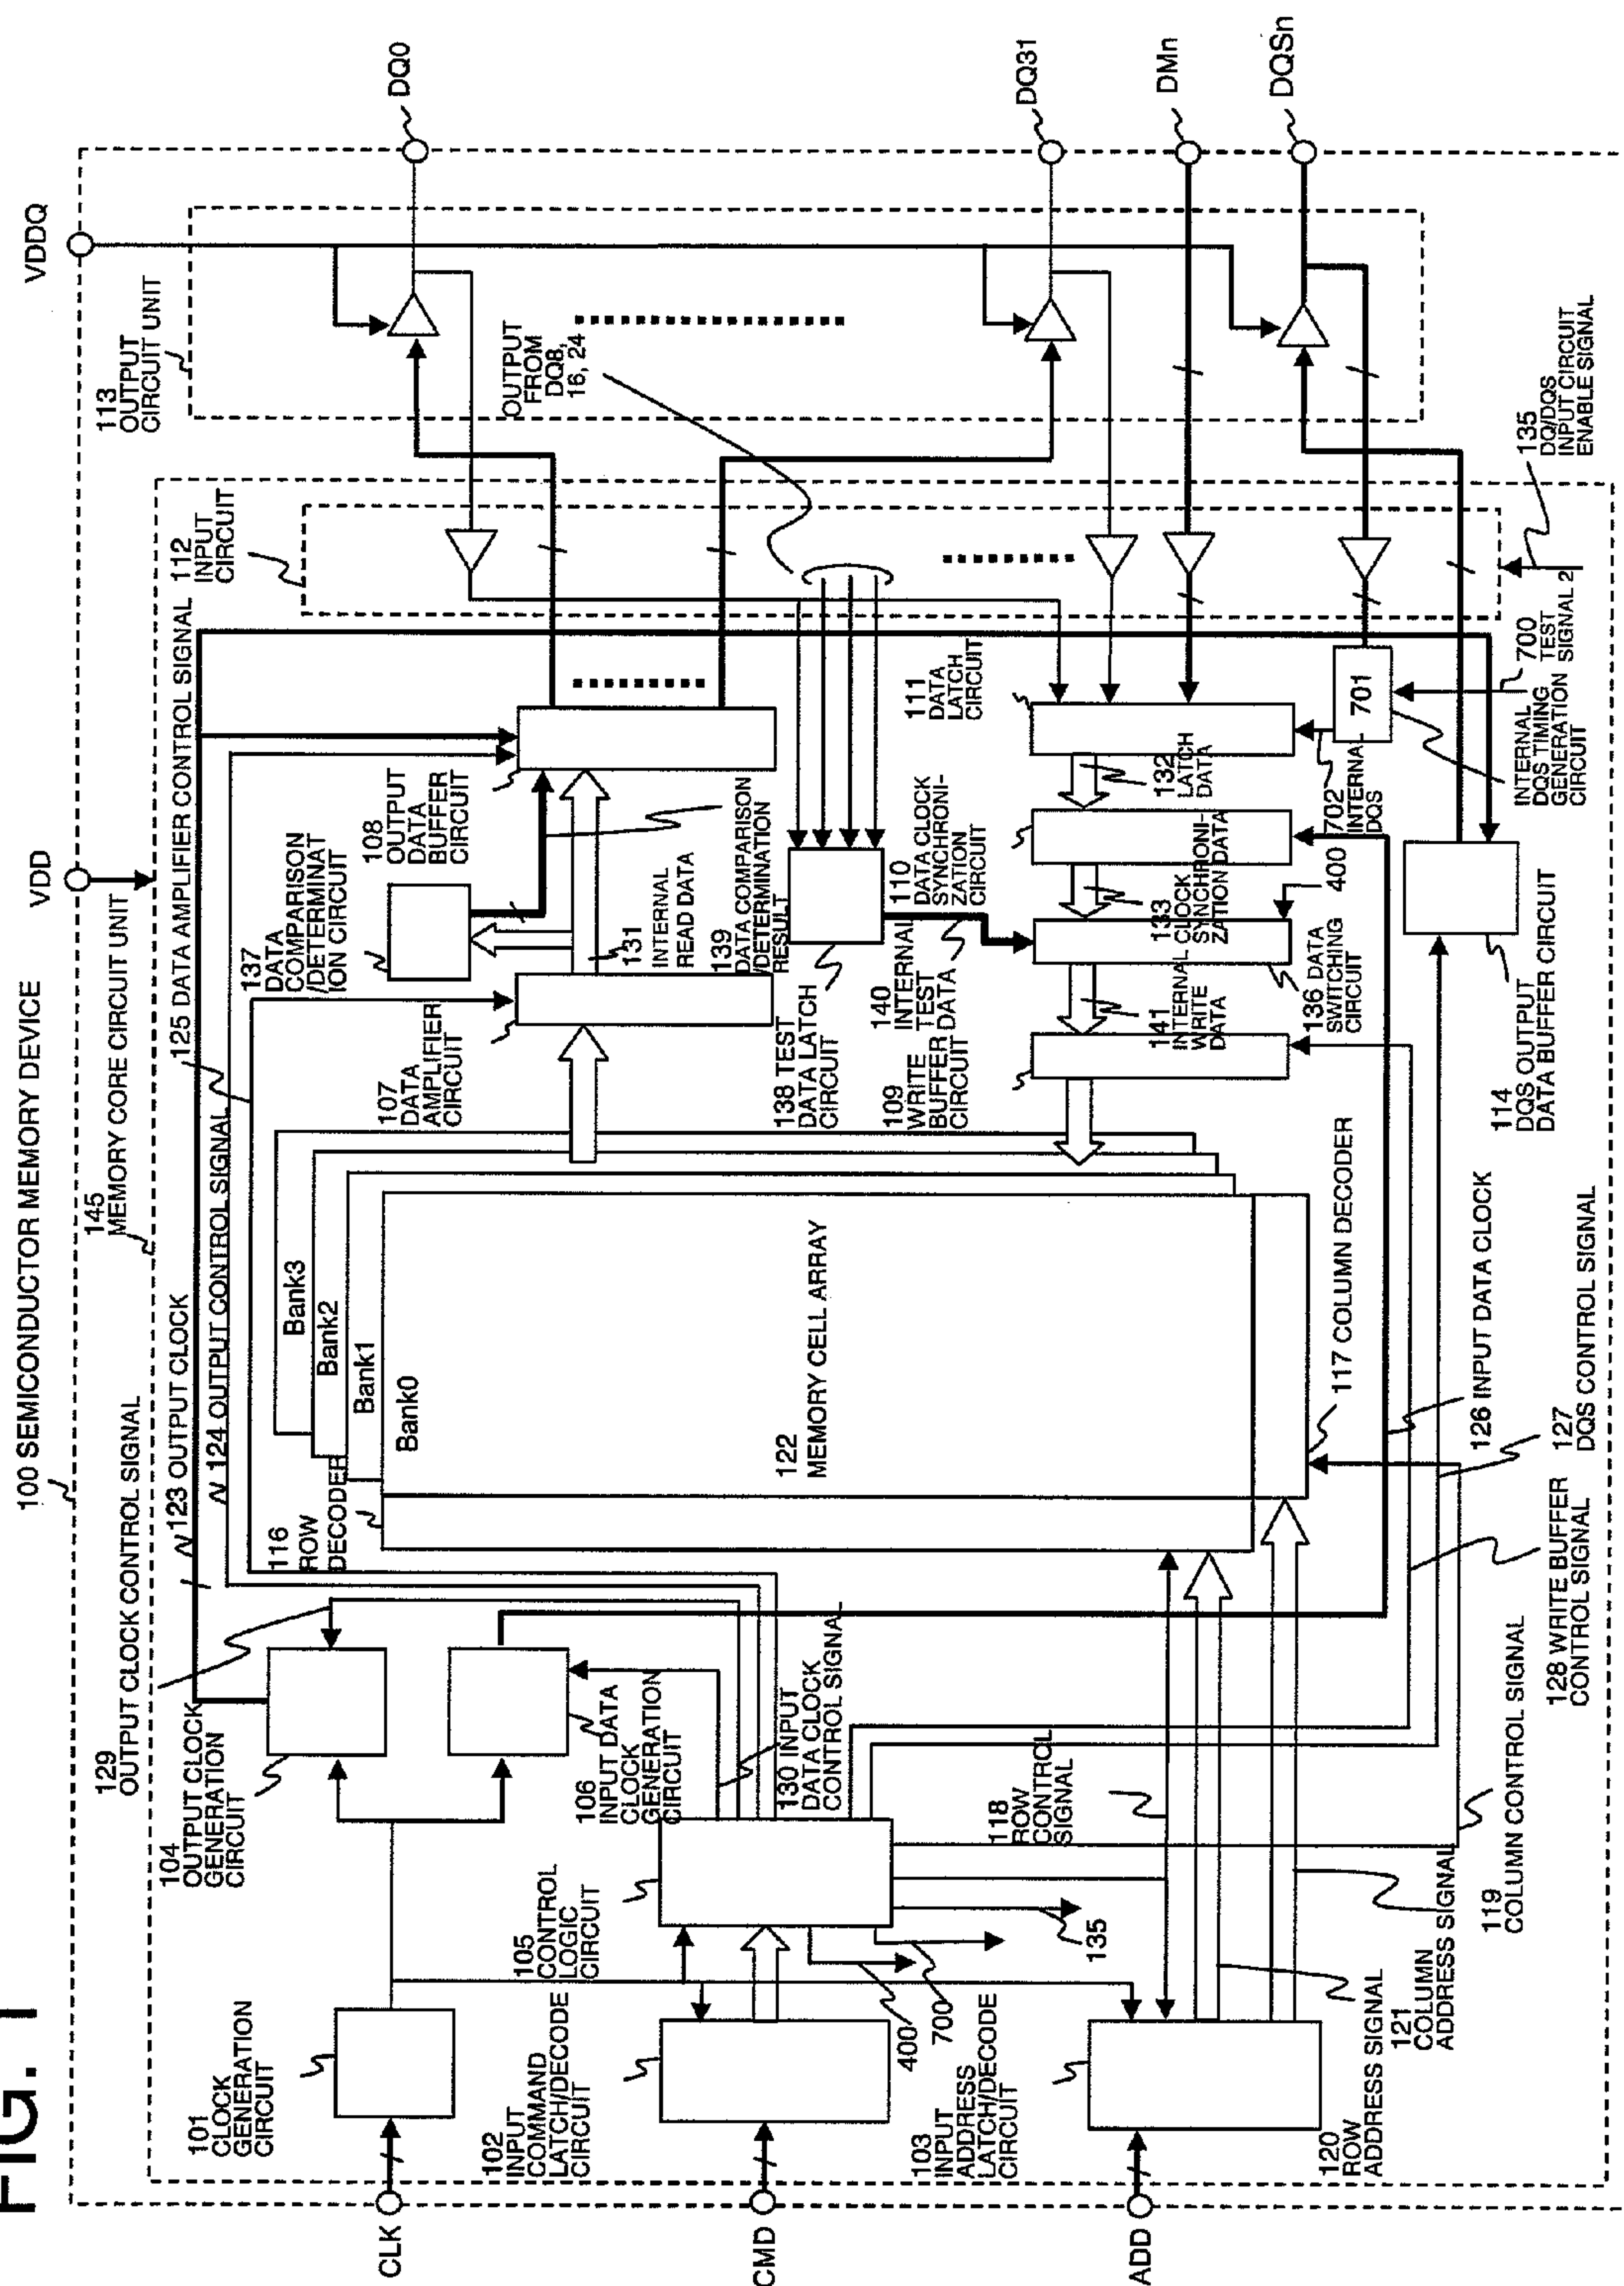 FIG. 1
100 SEMICONDUCTOR MEMORY DEVICE
VDD
VDDQ
145
MEMORY CORE CIRCUIT UNIT
113
OUTPUT
CIRCUIT UNIT
129
OUTPUT CLOCK CONTROL SIGNAL
123 OUTPUT CLOCK
124 OUTPUT CONTROL SIGNAL
125 DATA AMPLIFIER CONTROL SIGNAL
112
INPUT
CIRCUIT
101
CLOCK
GENERATION
CIRCUIT
CLK
104
OUTPUT CLOCK
GENERATION
CIRCUIT
116
ROW
DECODER
Bank3
Bank2
Bank1
Bank0
137
DATA
COMPARISON
/DETERMINAT
ION CIRCUIT
108
OUTPUT
DATA
BUFFER
CIRCUIT
DQ0
OUTPUT
FROM
DQ8,
16, 24
107
DATA
AMPLIFIER
CIRCUIT
131
INTERNAL
READ DATA
139
DATA COMPARISON
/DETERMINATION
RESULT
102
INPUT
COMMAND
LATCH/DECODE
CIRCUIT
CMD
105
CONTROL
LOGIC
CIRCUIT
106
INPUT DATA
CLOCK
GENERATION
CIRCUIT
130 INPUT
DATA CLOCK
CONTROL SIGNAL
122
MEMORY CELL ARRAY
138 TEST
DATA LATCH
CIRCUIT
140
INTERNAL
TEST
DATA
109
WRITE
BUFFER
CIRCUIT
110
DATA CLOCK
SYNCHRONI-
ZATION
CIRCUIT
111
DATA
LATCH
CIRCUIT
DQ31
400
700
135
103
INPUT
ADDRESS
LATCH/DECODE
CIRCUIT
ADD
118
ROW
CONTROL
SIGNAL
141
INTERNAL
WRITE
DATA
133
INTERNAL
CLOCK
SYNCHRONI-
ZATION DATA
132
LATCH
DATA
DMn
DQSn
120
ROW
ADDRESS SIGNAL
121
COLUMN
ADDRESS SIGNAL
117 COLUMN DECODER
136 DATA
SWITCHING
CIRCUIT
400
702
INTERNAL
DQS
701
INTERNAL
DQS TIMING
GENERATION
CIRCUIT
700
TEST
SIGNAL 2
135
DQ/DQS
INPUT CIRCUIT
ENABLE SIGNAL
119
COLUMN CONTROL SIGNAL
128 WRITE BUFFER
CONTROL SIGNAL
126 INPUT DATA CLOCK
127
DQS CONTROL SIGNAL
114
DQS OUTPUT
DATA BUFFER CIRCUIT